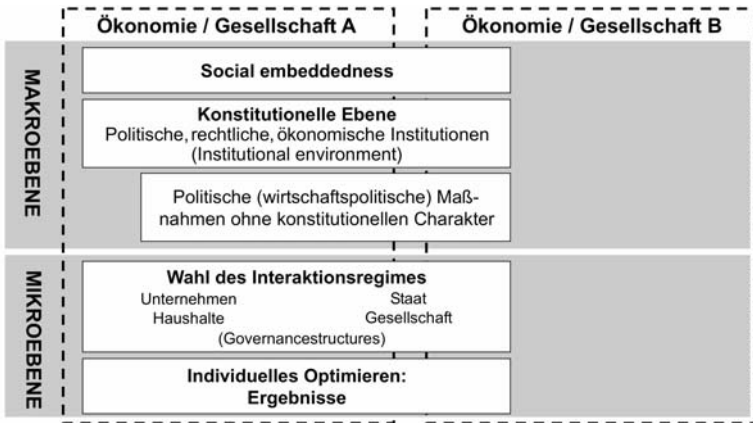 Ökonomie / Gesellschaft A
Ökonomie / Gesellschaft B
MAKROEBENE
Social embeddedness
Konstitutionelle Ebene
Politische, rechtliche, ökonomische Institutionen
(Institutional environment)
Politische (wirtschaftspolitische) Maß-
nahmen ohne konstitutionellen Charakter
MIKROEBENE
Wahl des Interaktionsregimes
Unternehmen Staat
Haushalte Gesellschaft
(Governancestructures)
Individuelles Optimieren:
Ergebnisse